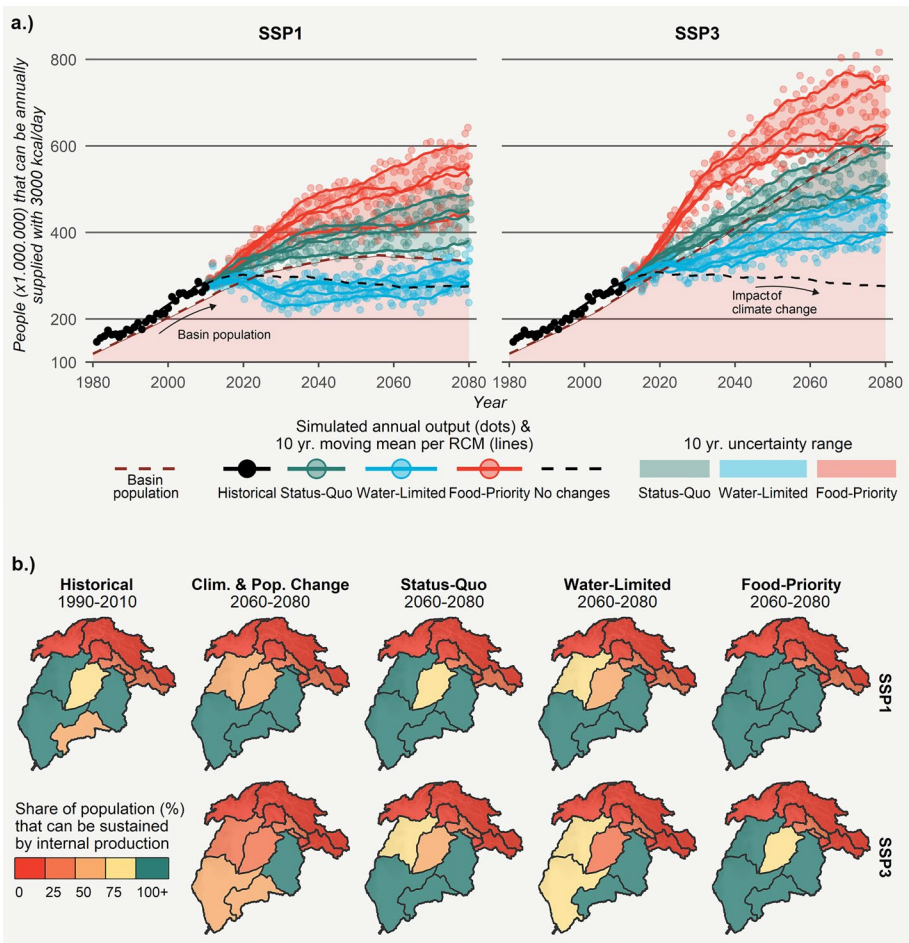 a.)
SSP1
SSP3
People (x1.000.000) that can be annually
supplied with 3000 kcal/day
800
600
400
200
100
Basin population
Impact of
climate change
1980 2000 2020 2040 2060 2080
1980 2000 2020 2040 2060 2080
Year
Simulated annual output (dots) &
10 yr. moving mean per RCM (lines)
10 yr. uncertainty range
Basin
population
Historical Status-Quo Water-Limited Food-Priority No changes
Status-Quo Water-Limited Food-Priority
b.)
Historical
1990-2010
Clim. & Pop. Change
2060-2080
Status-Quo
2060-2080
Water-Limited
2060-2080
Food-Priority
2060-2080
SSP1
SSP3
Share of population (%)
that can be sustained
by internal production
0 25 50 75 100+